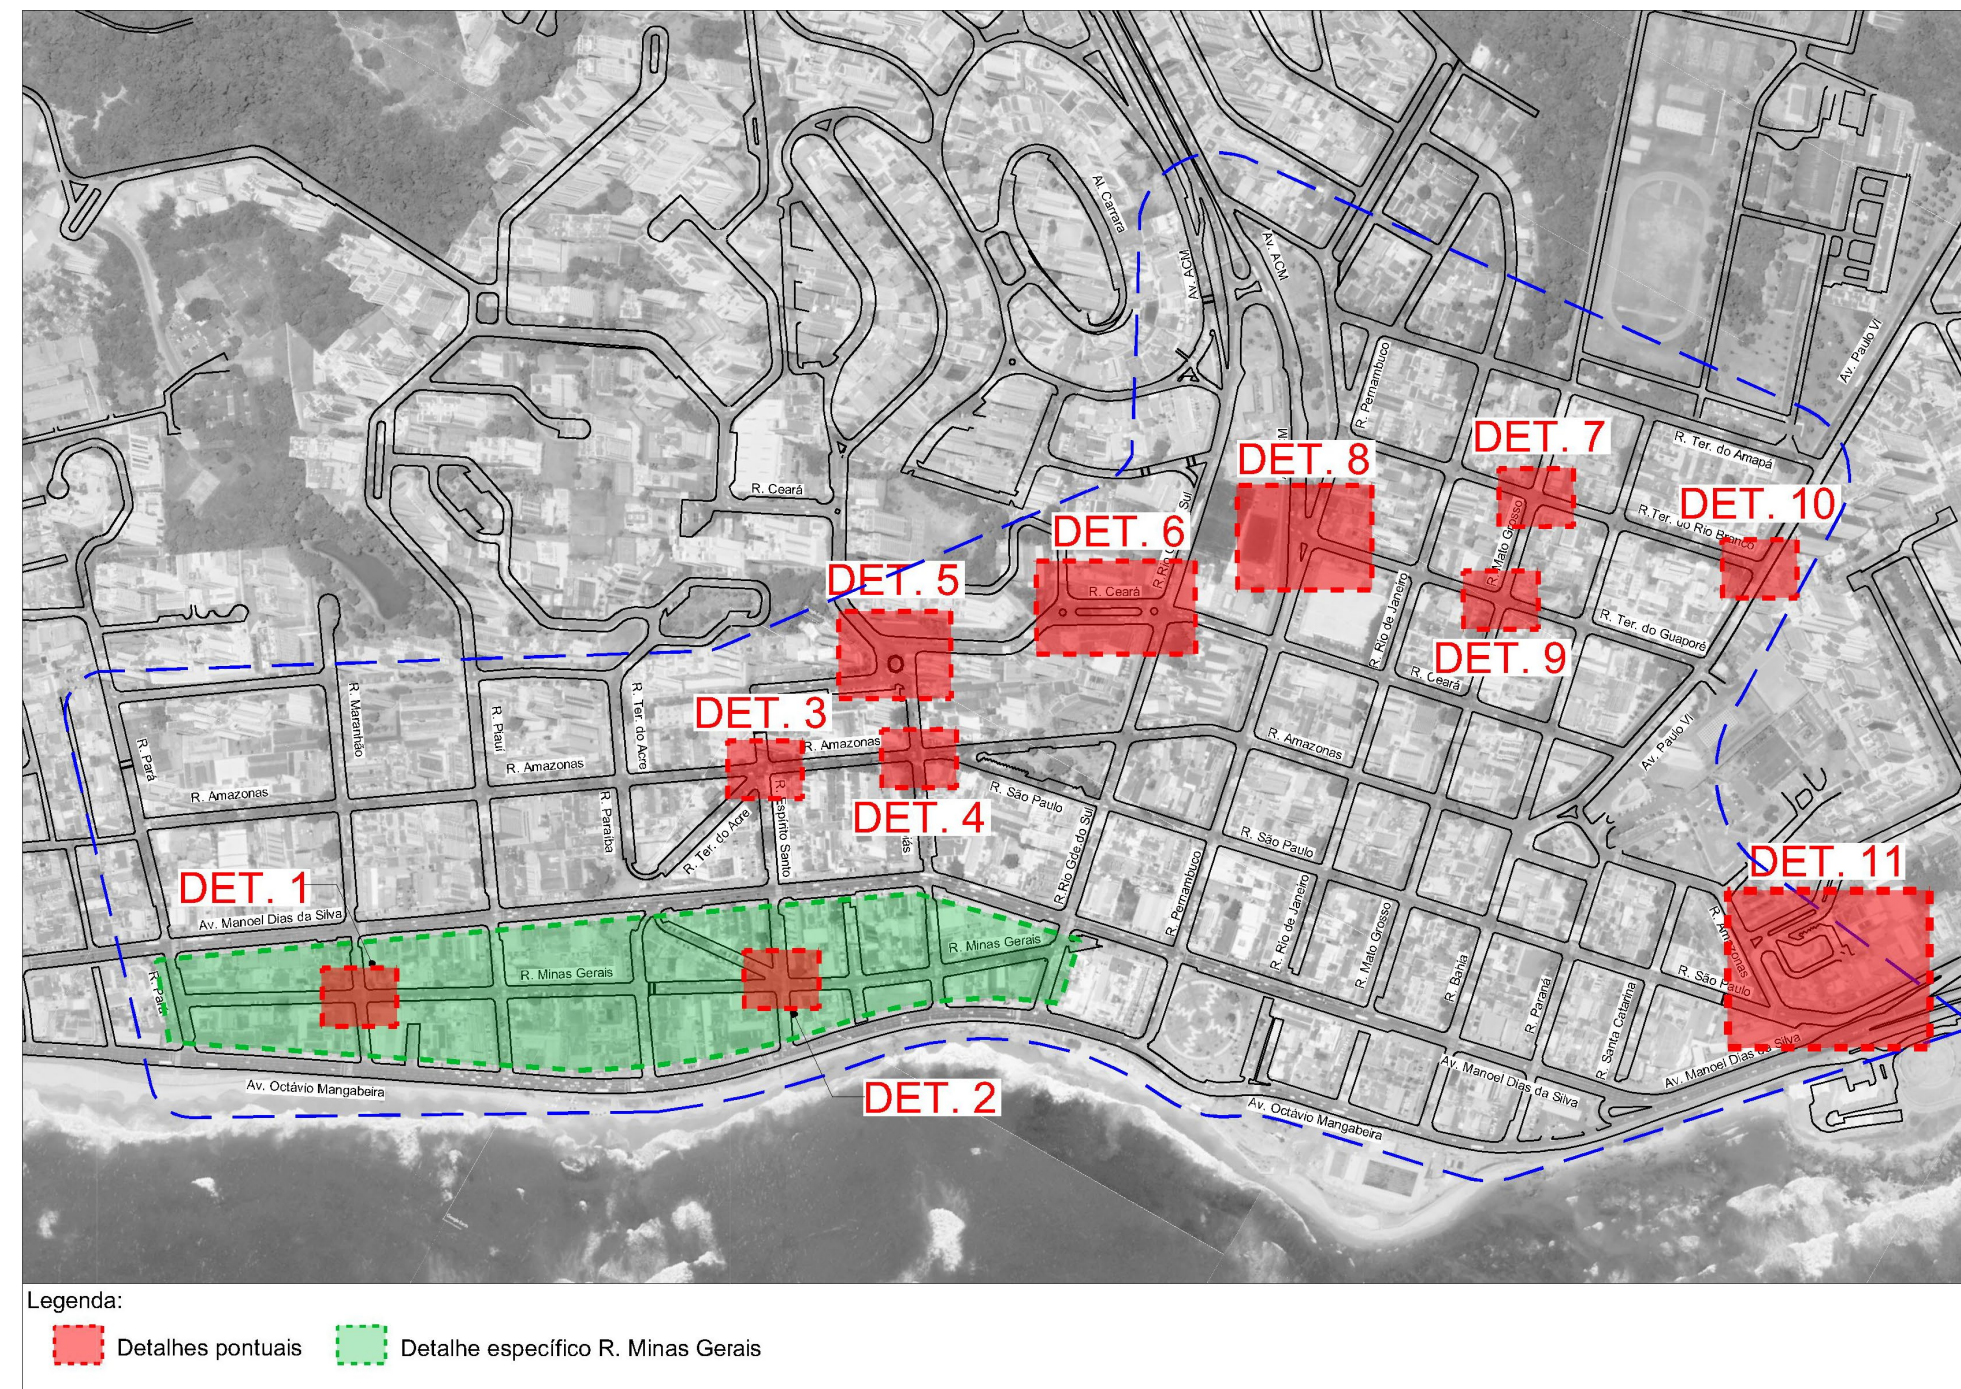 Al. Carrara
Av. ACM
Av. ACM
Av. Paulo VI
R. Pernambuco
DET. 7
R. Ter. do Amapá
DET. 8
R. Ceará
DET. 10
R.Ter. do Rio Branco
R. Mato Grosso
DET. 6
Sul
R. Ceará
DET. 5
R. Rio de Janeiro
R. Ter. do Guaporé
DET. 9
R. Ceará
R. Maranhão
R. Piauí
R. Ter. do Acre
DET. 3
R. Pará
R. Amazonas
R. Amazonas
R. Amazonas
R. Amazonas
Av. Paulo VI
R. São Paulo
DET. 4
R. Paraíba
R. Ter. do Acre
R. Espírito Santo
R. Rio Gde.do Sul
R. São Paulo
DET. 11
DET. 1
Av. Manoel Dias da Silva
R. Pernambuco
R. Rio de Janeiro
R. Mato Grosso
R. Bahia
R. Paraná
R. Santa Catarina
R. Amazonas
R. São Paulo
R. Minas Gerais
R. Minas Gerais
R. Pará
Av. Octávio Mangabeira
DET. 2
Av. Manoel Dias da Silva
Av. Manoel Dias da Silva
Av. Octávio Mangabeira
Legenda:
Detalhes pontuais
Detalhe específico R. Minas Gerais